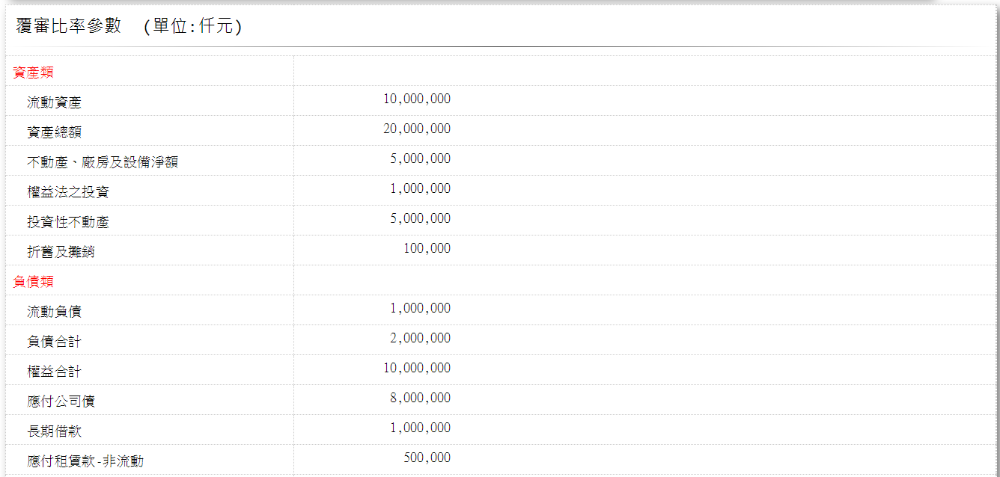 覆審比率參數 (單位:仟元)
資產類
流動資產 10,000,000
資產總額 20,000,000
不動產、廠房及設備淨額 5,000,000
權益法之投資 1,000,000
投資性不動產 5,000,000
折舊及攤銷 100,000
負債類
流動負債 1,000,000
負債合計 2,000,000
權益合計 10,000,000
應付公司債 8,000,000
長期借款 1,000,000
應付租賃款-非流動 500,000